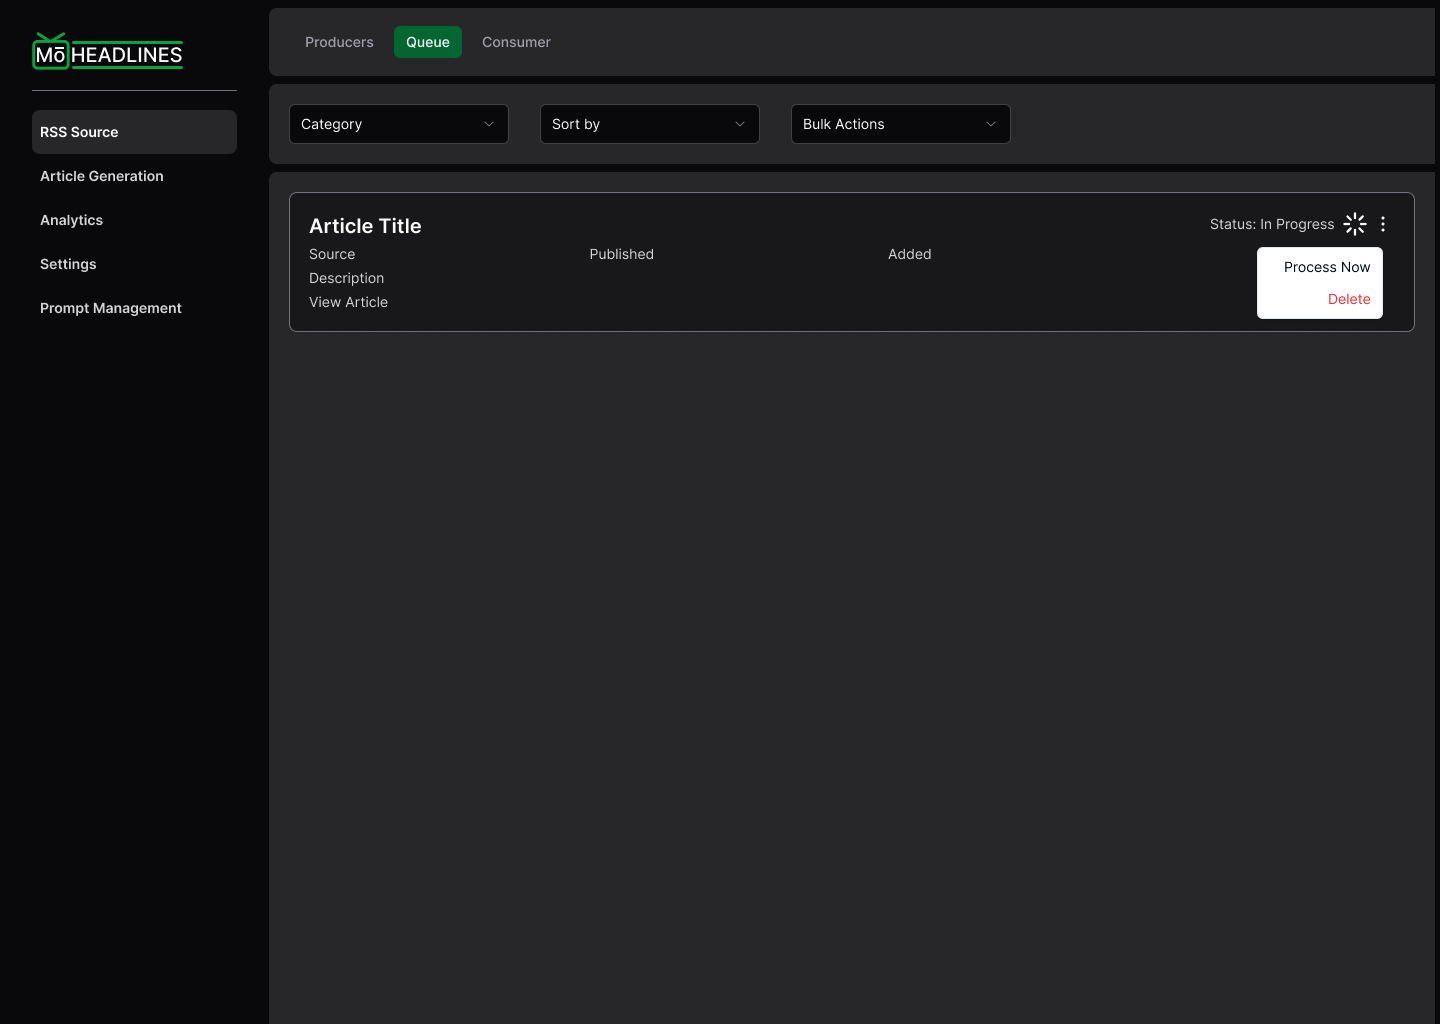 Mō HEADLINES
RSS Source
Article Generation
Analytics
Settings
Prompt Management
Producers Queue Consumer
Category Sort by Bulk Actions
Article Title
Status: In Progress
Source Published Added
Description
View Article
Process Now
Delete